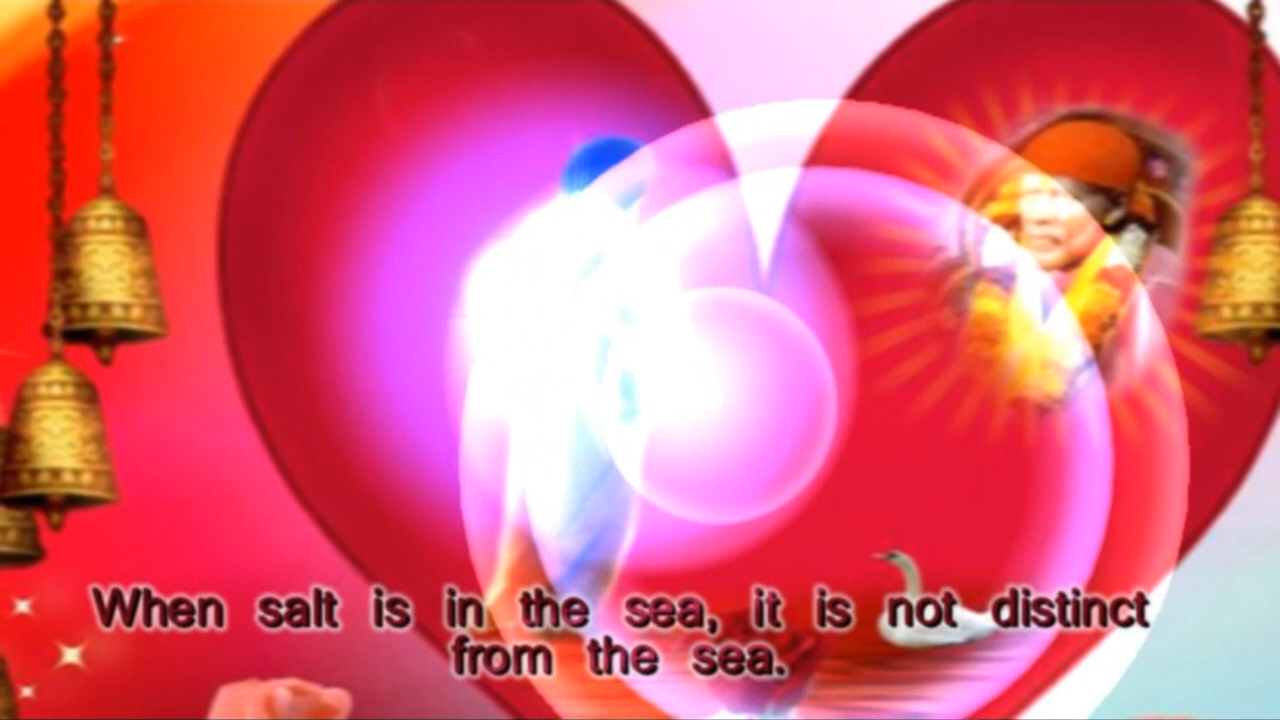 When salt is in the sea, it is not distinct
from the sea.